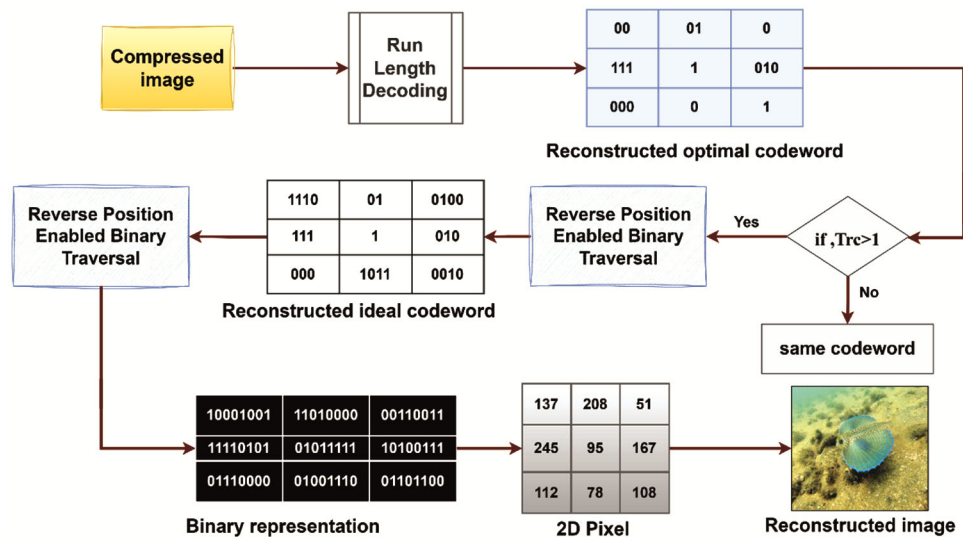 Compressed
image
Run
Length
Decoding
00 01 0
111 1 010
000 0 1
Reconstructed optimal codeword
if ,Trc>1
Yes
No
same codeword
Reverse Position
Enabled Binary
Traversal
1110 01 0100
111 1 010
000 1011 0010
Reconstructed ideal codeword
Reverse Position
Enabled Binary
Traversal
10001001 11010000 00110011
11110101 01011111 10100111
01110000 01001110 01101100
Binary representation
137 208 51
245 95 167
112 78 108
2D Pixel
Reconstructed image